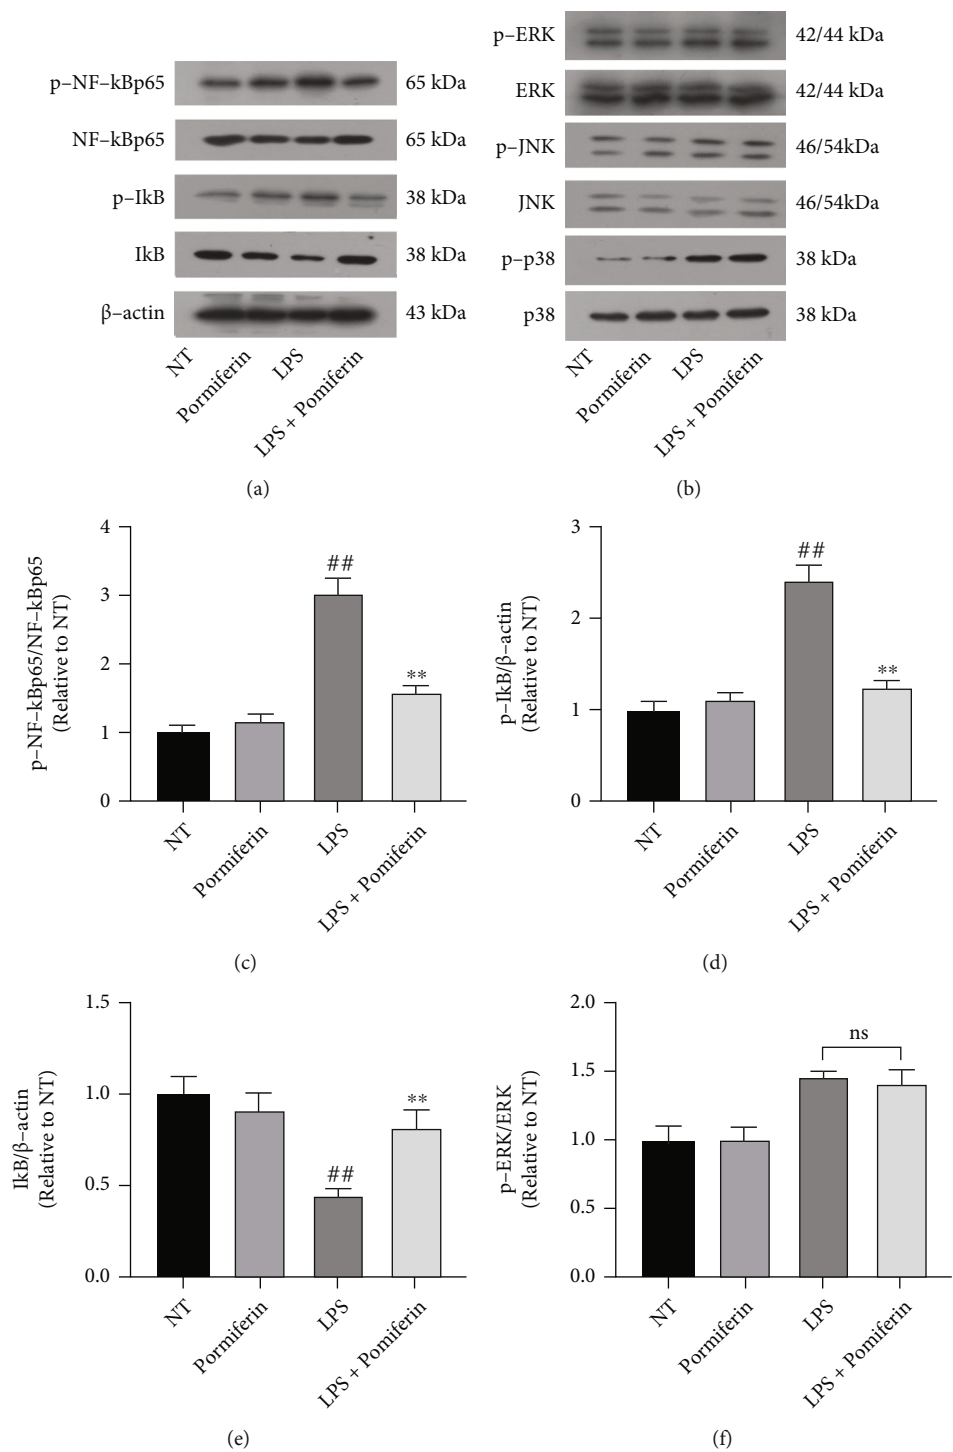 p–NF–kBp65 65 kDa
NF–kBp65 65 kDa
p–IkB 38 kDa
IkB 38 kDa
β–actin 43 kDa
NT
Pormiferin
LPS
LPS + Pomiferin
(a)
p–ERK 42/44 kDa
ERK 42/44 kDa
p–JNK 46/54kDa
JNK 46/54kDa
p–p38 38 kDa
p38 38 kDa
NT
Pormiferin
LPS
LPS + Pomiferin
(b)
p–NF–kBp65/NF–kBp65
(Relative to NT)
4
3
2
1
0
##
**
NT
Pormiferin
LPS
LPS + Pomiferin
(c)
p–IkB/β–actin
(Relative to NT)
3
2
1
0
##
**
NT
Pormiferin
LPS
LPS + Pomiferin
(d)
IkB/β–actin
(Relative to NT)
1.5
1.0
0.5
0.0
##
**
NT
Pormiferin
LPS
LPS + Pomiferin
(e)
p–ERK/ERK
(Relative to NT)
2.0
1.5
1.0
0.5
0.0
ns
NT
Pormiferin
LPS
LPS + Pomiferin
(f)